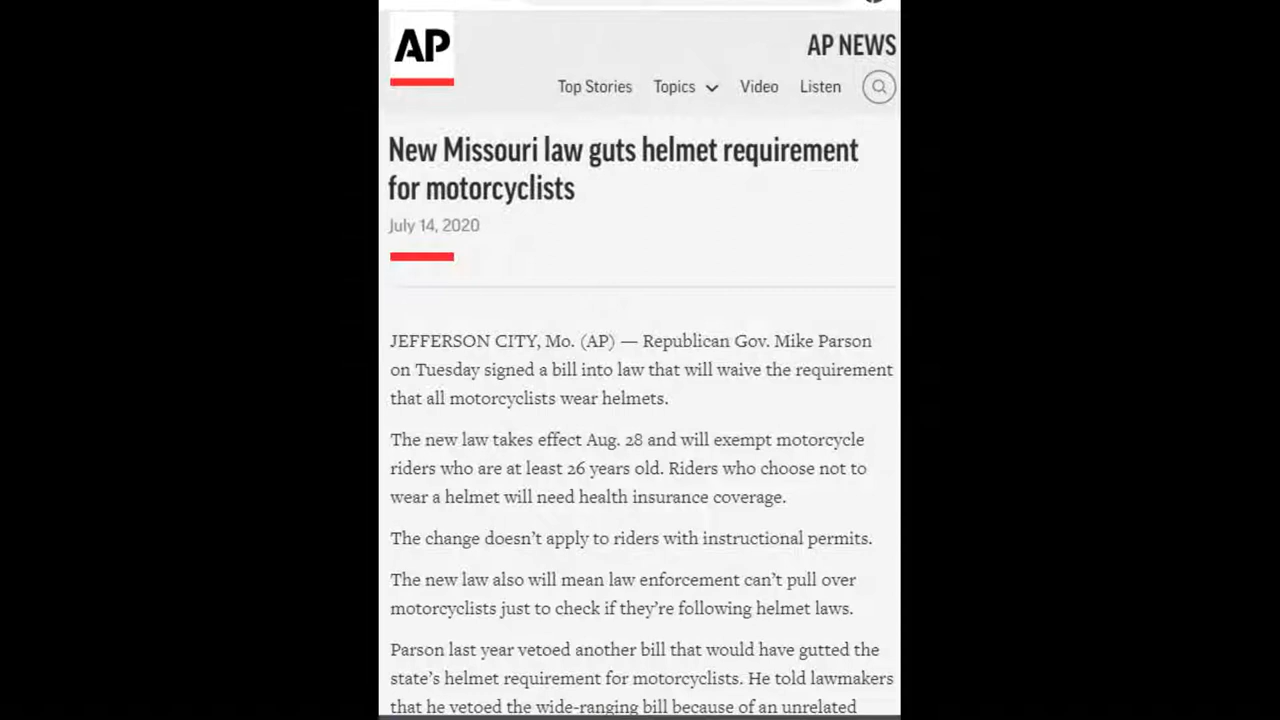 AP
AP NEWS
Top Stories Topics Video Listen
New Missouri law guts helmet requirement
for motorcyclists
July 14, 2020
JEFFERSON CITY, Mo. (AP) — Republican Gov. Mike Parson
on Tuesday signed a bill into law that will waive the requirement
that all motorcyclists wear helmets.
The new law takes effect Aug. 28 and will exempt motorcycle
riders who are at least 26 years old. Riders who choose not to
wear a helmet will need health insurance coverage.
The change doesn’t apply to riders with instructional permits.
The new law also will mean law enforcement can’t pull over
motorcyclists just to check if they’re following helmet laws.
Parson last year vetoed another bill that would have gutted the
state’s helmet requirement for motorcyclists. He told lawmakers
that he vetoed the wide-ranging bill because of an unrelated